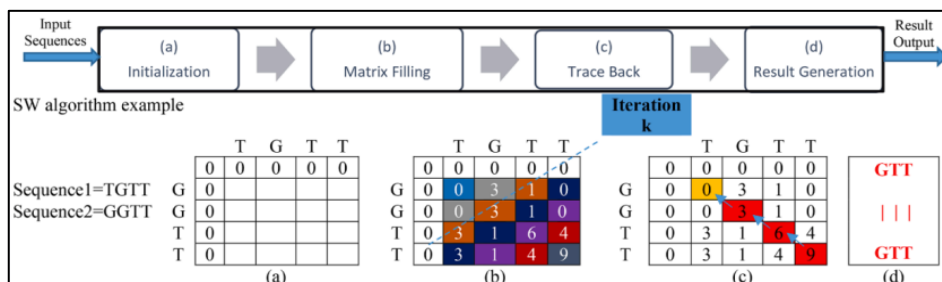 Input
Sequences
(a)
Initialization
(b)
Matrix Filling
(c)
Trace Back
(d)
Result Generation
Result
Output
SW algorithm example
Iteration
k
Sequence1=TGTT
Sequence2=GGTT
T G T T
0 0 0 0 0
G 0
G 0
T 0
T 0
(a)
T G T T
0 0 0 0 0
G 0 0 3 1 0
G 0 0 3 1 0
T 0 3 1 6 4
T 0 3 1 4 9
(b)
T G T T
0 0 0 0 0
G 0 0 3 1 0
G 0 0 3 1 0
T 0 3 1 6 4
T 0 3 1 4 9
(c)
GTT
| | |
GTT
(d)